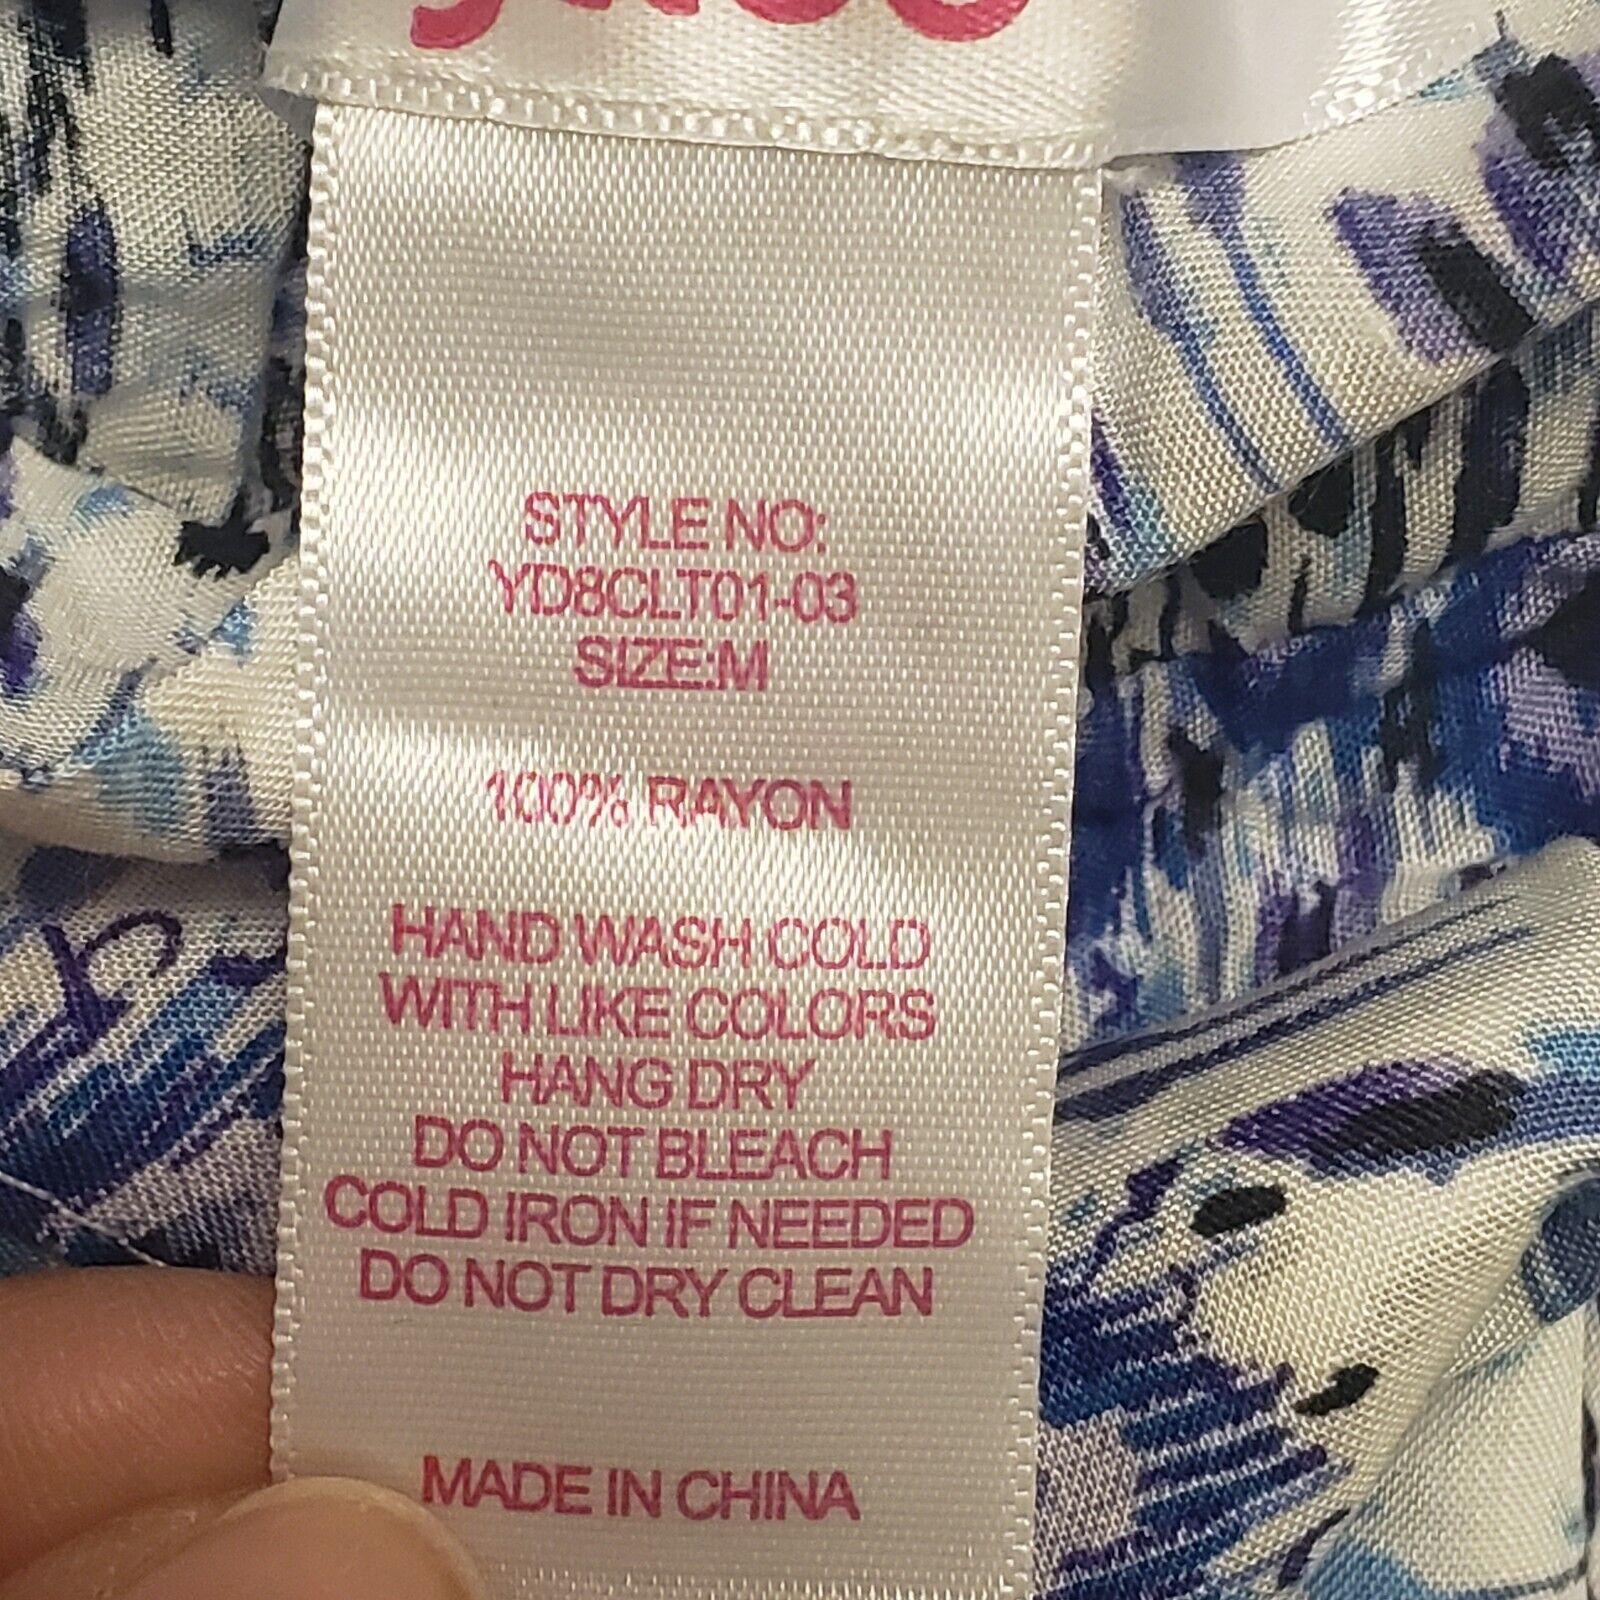 STYLE NO:
YD8CLT01-03
SIZE:M
100% RAYON
HAND WASH COLD
WITH LIKE COLORS
HANG DRY
DO NOT BLEACH
COLD IRON IF NEEDED
DO NOT DRY CLEAN
MADE IN CHINA